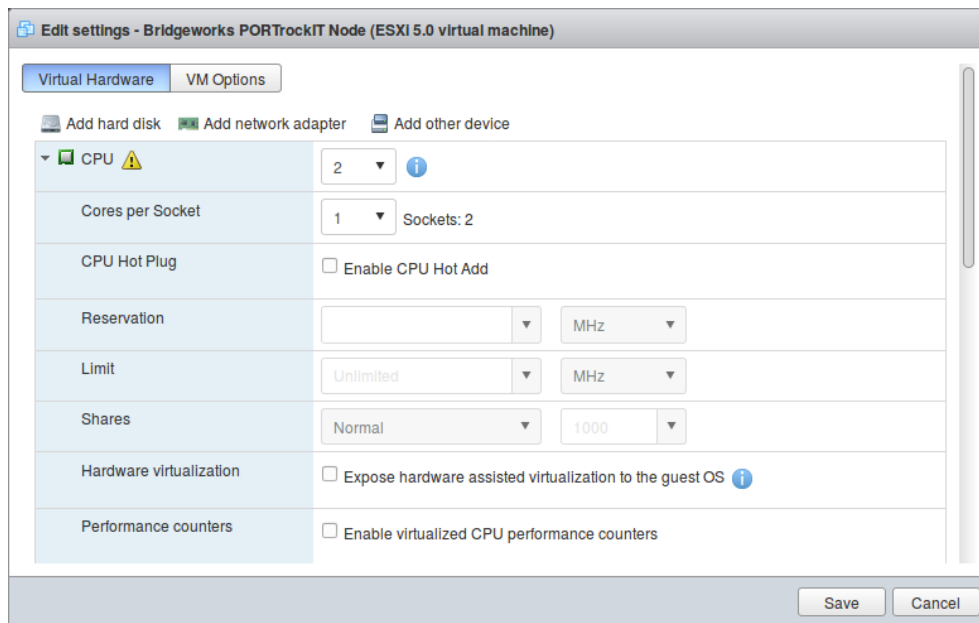 Edit settings - Bridgeworks PORTrockIT Node (ESXI 5.0 virtual machine)
Virtual Hardware VM Options
Add hard disk Add network adapter Add other device
CPU 2
Cores per Socket 1 Sockets: 2
CPU Hot Plug Enable CPU Hot Add
Reservation MHz
Limit Unlimited MHz
Shares Normal 1000
Hardware virtualization Expose hardware assisted virtualization to the guest OS
Performance counters Enable virtualized CPU performance counters
Save Cancel